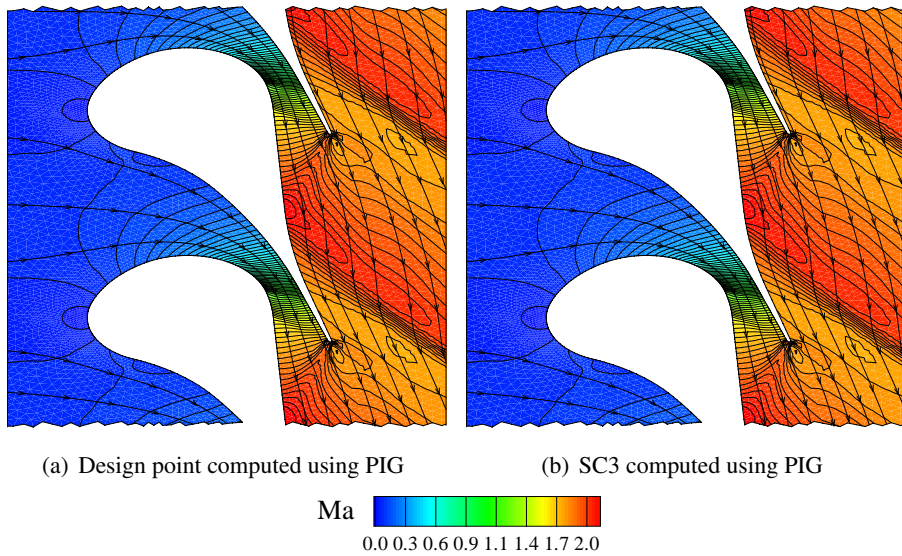 (a) Design point computed using PIG
(b) SC3 computed using PIG
Ma
0.0 0.3 0.6 0.9 1.1 1.4 1.7 2.0